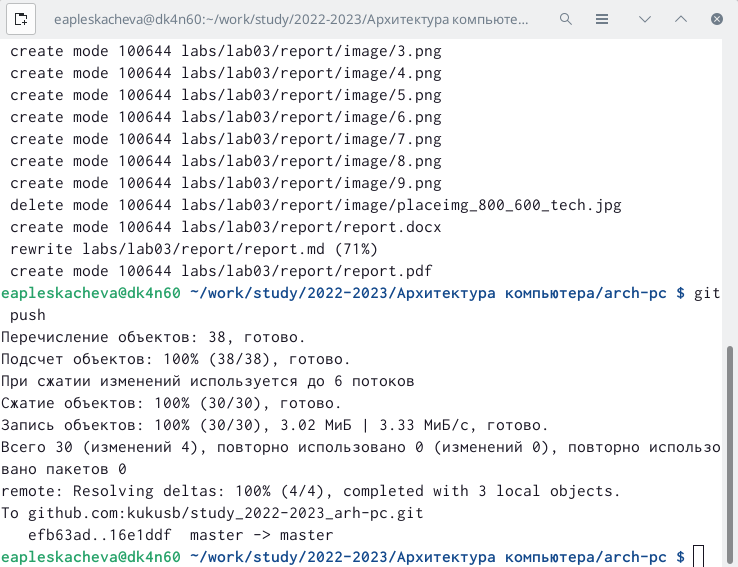 eapleskacheva@dk4n60:~/work/study/2022-2023/Архитектура компьюте…
create mode 100644 labs/lab03/report/image/3.png
create mode 100644 labs/lab03/report/image/4.png
create mode 100644 labs/lab03/report/image/5.png
create mode 100644 labs/lab03/report/image/6.png
create mode 100644 labs/lab03/report/image/7.png
create mode 100644 labs/lab03/report/image/8.png
create mode 100644 labs/lab03/report/image/9.png
delete mode 100644 labs/lab03/report/image/placeimg_800_600_tech.jpg
create mode 100644 labs/lab03/report/report.docx
rewrite labs/lab03/report/report.md (71%)
create mode 100644 labs/lab03/report/report.pdf
eapleskacheva@dk4n60 ~/work/study/2022-2023/Архитектура компьютера/arch-pc $ git
push
Перечисление объектов: 38, готово.
Подсчет объектов: 100% (38/38), готово.
При сжатии изменений используется до 6 потоков
Сжатие объектов: 100% (30/30), готово.
Запись объектов: 100% (30/30), 3.02 МиБ | 3.33 МиБ/с, готово.
Всего 30 (изменений 4), повторно использовано 0 (изменений 0), повторно использо
вано пакетов 0
remote: Resolving deltas: 100% (4/4), completed with 3 local objects.
To github.com:kukusb/study_2022-2023_arh-pc.git
efb63ad..16e1ddf  master -> master
eapleskacheva@dk4n60 ~/work/study/2022-2023/Архитектура компьютера/arch-pc $